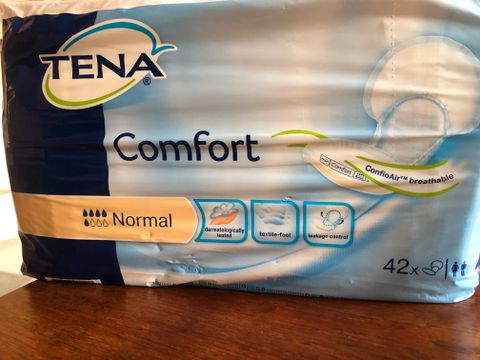 TENA®
Comfort
ConfioAir™ breathable
Normal
dermatologically
tested
textile-feel
leakage control
42x